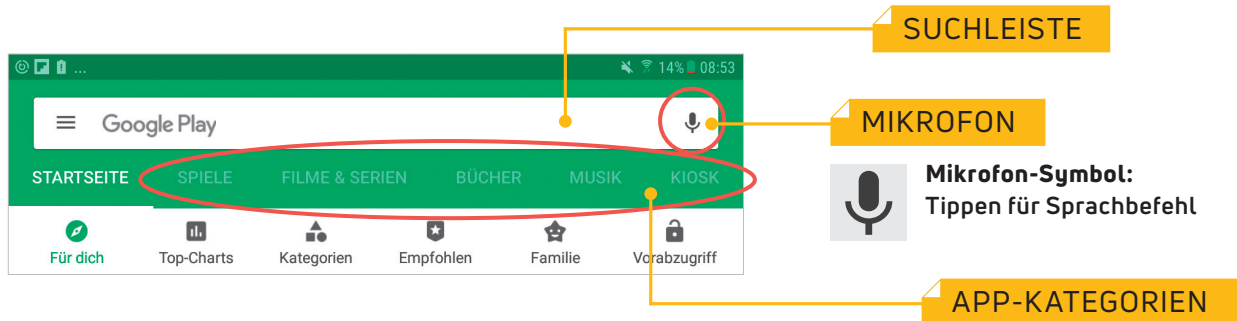 SUCHLEISTE
... 14% 08:53
Google Play
MIKROFON
STARTSEITE SPIELE FILME & SERIEN BÜCHER MUSIK KIOSK
Mikrofon-Symbol:
Tippen für Sprachbefehl
Für dich Top-Charts Kategorien Empfohlen Familie Vorabzugriff
APP-KATEGORIEN